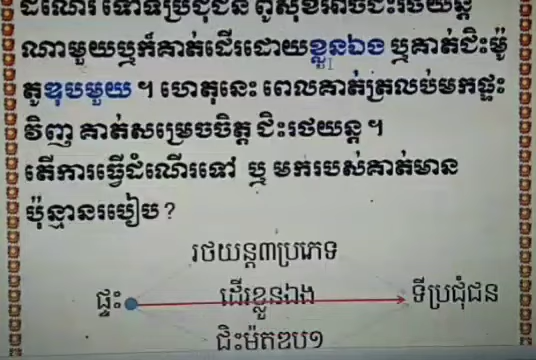 ដំណើរ ទៅទីប្រជុំជន ពូសុខអាចជិះរថយន្ត
ណាមួយឬក៏គាត់ដើរដោយខ្លួនឯង ឬគាត់ជិះម៉ូ
តូឌុបមួយ ។ ហេតុនេះ ពេលគាត់ត្រលប់មកផ្ទះ
វិញ គាត់សម្រេចចិត្ត ជិះរថយន្ត ។
តើការធ្វើដំណើរទៅ ឬ មករបស់គាត់មាន
ប៉ុន្មានរបៀប?
រថយន្ត៣ប្រភេទ
ផ្ទះ ដើរខ្លួនឯង ទីប្រជុំជន
ជិះម៉តឌប១